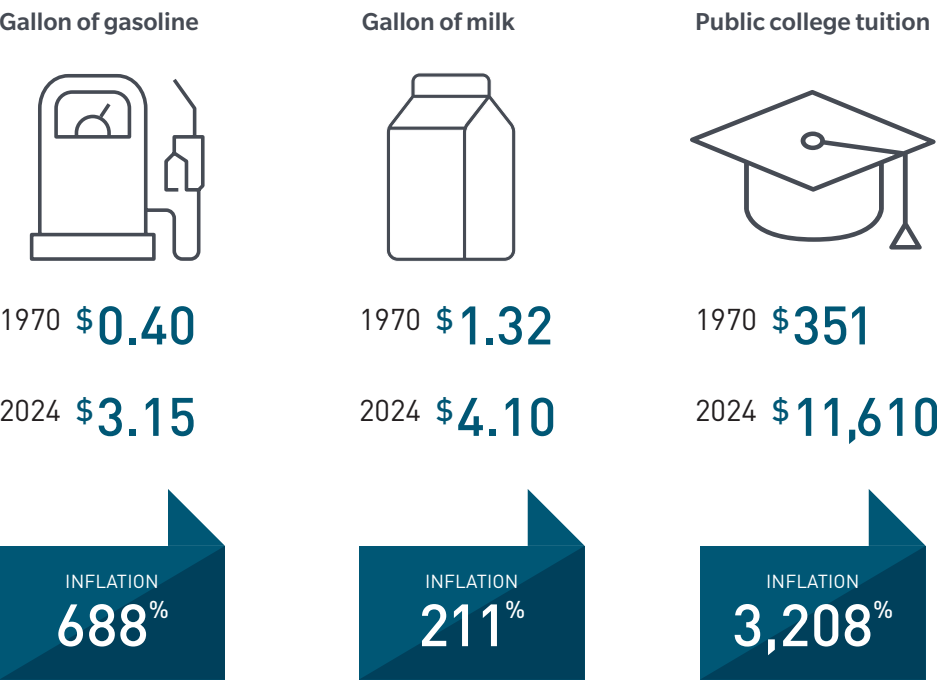 Gallon of gasoline
1970 $0.40
2024 $3.15
INFLATION
688%
Gallon of milk
1970 $1.32
2024 $4.10
INFLATION
211%
Public college tuition
1970 $351
2024 $11,610
INFLATION
3,208%